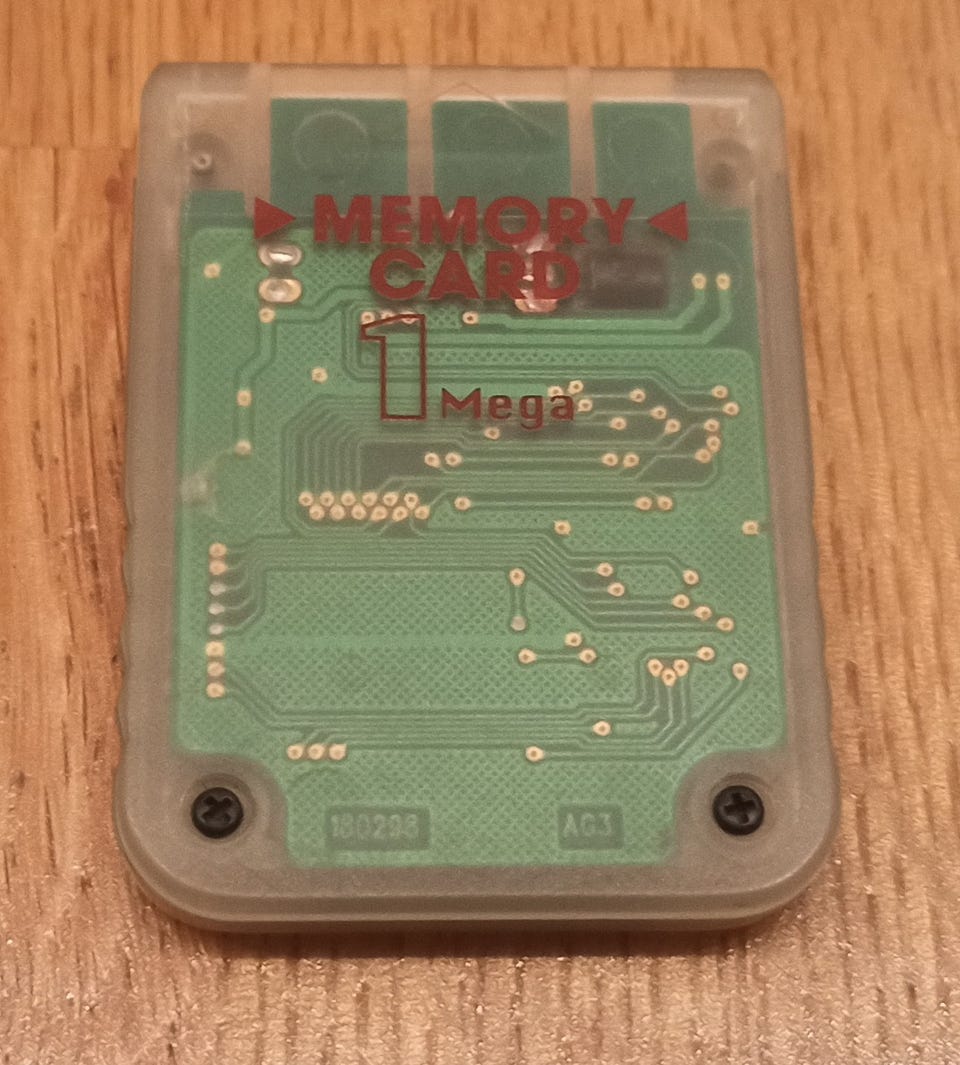 MEMORY
CARD
1 Mega
180298 AG3